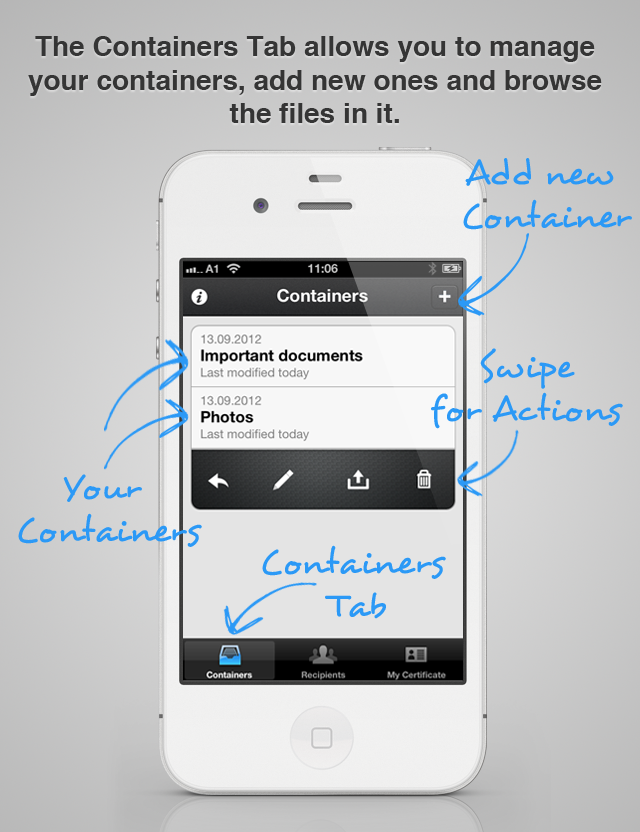 The Containers Tab allows you to manage
your containers, add new ones and browse
the files in it.
Add new
Container
A1
11:06
Containers
+
13.09.2012
Important documents
Last modified today
13.09.2012
Photos
Last modified today
Swipe
for Actions
Your
Containers
Containers
Tab
Containers
Recipients
My Certificate